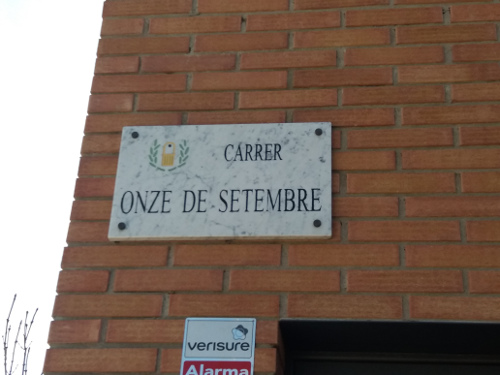 CARRER
ONZE DE SETEMBRE
verisure
Alarma